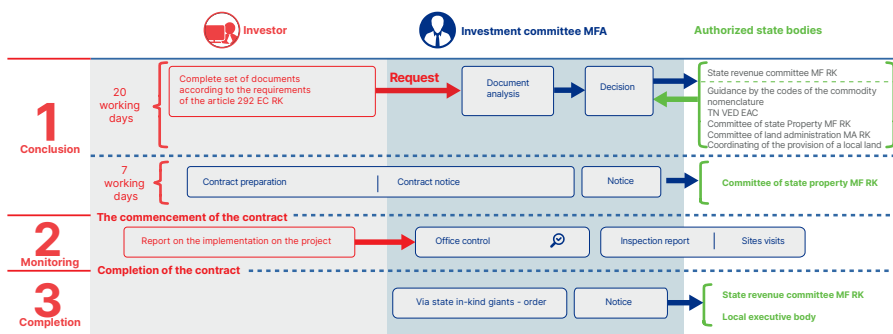 Investor
Investment committee MFA
Authorized state bodies
1
Conclusion
20
working
days
Complete set of documents
according to the requirements
of the article 292 EC RK
Request
Document
analysis
Decision
State revenue committee MF RK
Guidance by the codes of the commodity
nomenclature
TN VED EAC
Committee of state Property MF RK
Committee of land administration MA RK
Coordinating of the provision of a local land
7
working
days
Contract preparation
Contract notice
Notice
Committee of state property MF RK
The commencement of the contract
2
Monitoring
Report on the implementation on the project
Office control
Inspection report
Sites visits
Completion of the contract
3
Completion
Via state in-kind giants - order
Notice
State revenue committee MF RK
Local executive body